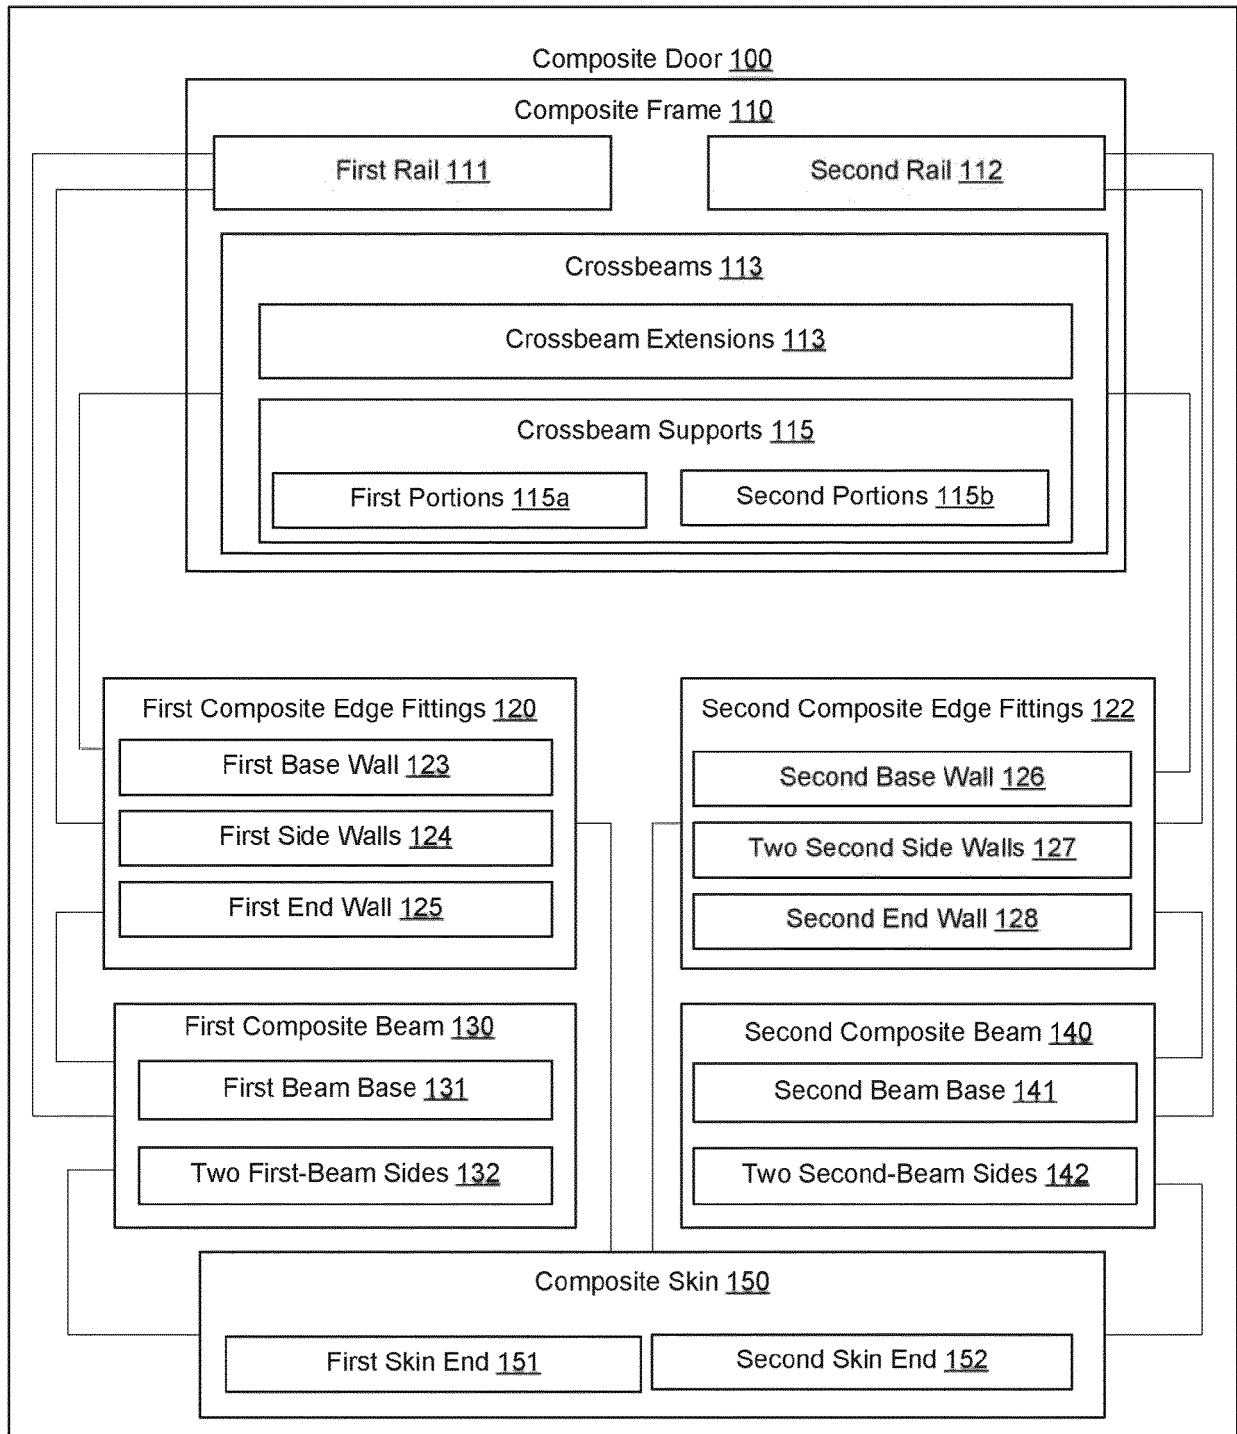 Composite Door 100
Composite Frame 110
First Rail 111
Second Rail 112
Crossbeams 113
Crossbeam Extensions 113
Crossbeam Supports 115
First Portions 115a
Second Portions 115b
First Composite Edge Fittings 120
First Base Wall 123
First Side Walls 124
First End Wall 125
Second Composite Edge Fittings 122
Second Base Wall 126
Two Second Side Walls 127
Second End Wall 128
First Composite Beam 130
First Beam Base 131
Two First-Beam Sides 132
Second Composite Beam 140
Second Beam Base 141
Two Second-Beam Sides 142
Composite Skin 150
First Skin End 151
Second Skin End 152